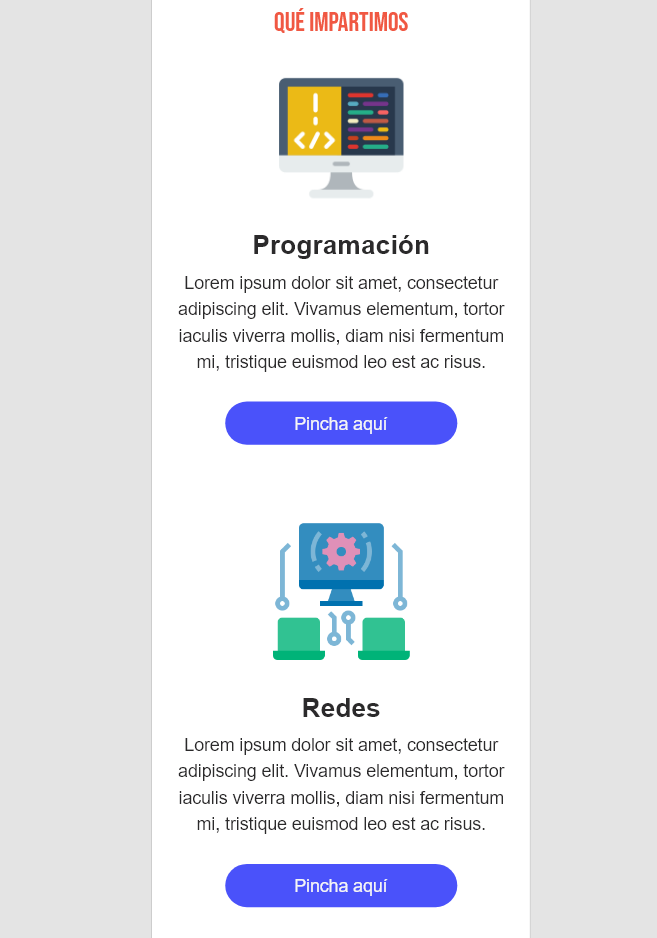 QUÉ IMPARTIMOS
Programación
Lorem ipsum dolor sit amet, consectetur
adipiscing elit. Vivamus elementum, tortor
iaculis viverra mollis, diam nisi fermentum
mi, tristique euismod leo est ac risus.
Pincha aquí
Redes
Lorem ipsum dolor sit amet, consectetur
adipiscing elit. Vivamus elementum, tortor
iaculis viverra mollis, diam nisi fermentum
mi, tristique euismod leo est ac risus.
Pincha aquí